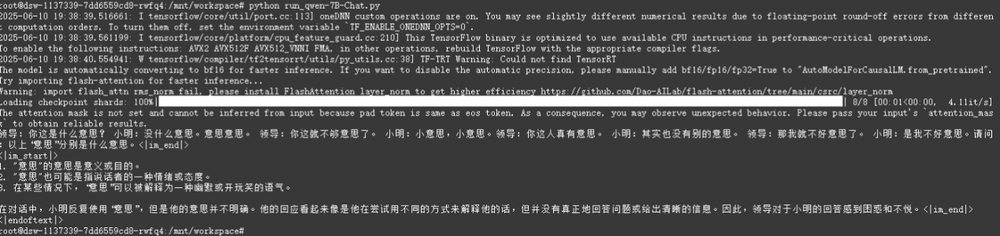 root@dsw-1137339-7dd6559cd8-rwfq4:/mnt/workspace# python run_qwen-7B-Chat.py
2025-06-10 19:38:39.516661: I tensorflow/core/util/port.cc:113] oneDNN custom operations are on. You may see slightly different numerical results due to floating-point round-off errors from differen
t computation orders. To turn them off, set the environment variable `TF_ENABLE_ONEDNN_OPTS=0`.
2025-06-10 19:38:39.561199: I tensorflow/core/platform/cpu_feature_guard.cc:210] This TensorFlow binary is optimized to use available CPU instructions in performance-critical operations.
To enable the following instructions: AVX2 AVX512F AVX512_VNNI FMA, in other operations, rebuild TensorFlow with the appropriate compiler flags.
2025-06-10 19:38:40.554941: W tensorflow/compiler/tf2tensorrt/utils/py_utils.cc:38] TF-TRT Warning: Could not find TensorRT
The model is automatically converting to bf16 for faster inference. If you want to disable the automatic precision, please manually add bf16/fp16/fp32=True to "AutoModelForCausalLM.from_pretrained".
Try importing flash-attention for faster inference...
Warning: import flash_attn rms_norm fail, please install FlashAttention layer_norm to get higher efficiency https://github.com/Dao-AILab/flash-attention/tree/main/csrc/layer_norm
Loading checkpoint shards: 100%| | 8/8 [00:01<00:00, 4.11it/s]
The attention mask is not set and cannot be inferred from input because pad token is same as eos token. As a consequence, you may observe unexpected behavior. Please pass your input's `attention_mas
k` to obtain reliable results.
领导：你这是什么意思？ 小明：没什么意思。意思意思。 领导：你这就不够意思了。 小明：小意思，小意思。领导：你这人真有意思。 小明：其实也没有别的意思。 领导：那我就不好意思了。 小明：是我不好意思。请问
：以上“意思”分别是什么意思。<|im_end|>
<|im_start|>
1. "意思"的意思是意义或目的。
2. "意思"也可能是指说话者的一种情绪或态度。
3. 在某些情况下，“意思”可以被解释为一种幽默或开玩笑的语气。
在对话中，小明反复使用“意思”，但是他的意思并不明确。他的回应看起来像是他在尝试用不同的方式来解释他的话，但并没有真正地回答问题或给出清晰的信息。因此，领导对于小明的回答感到困惑和不悦。<|im_end|>
<|endoftext|>
root@dsw-1137339-7dd6559cd8-rwfq4:/mnt/workspace#